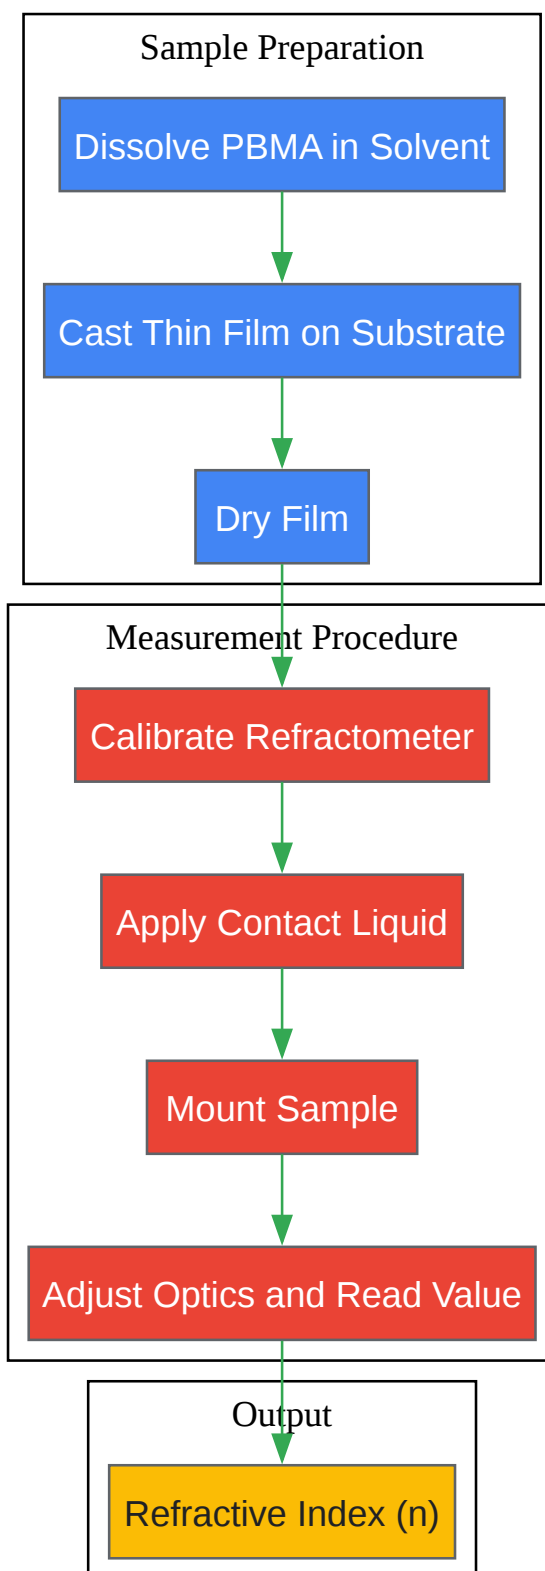 Sample Preparation
Dissolve PBMA in Solvent
Cast Thin Film on Substrate
Dry Film
Measurement Procedure
Calibrate Refractometer
Apply Contact Liquid
Mount Sample
Adjust Optics and Read Value
Output
Refractive Index (n)